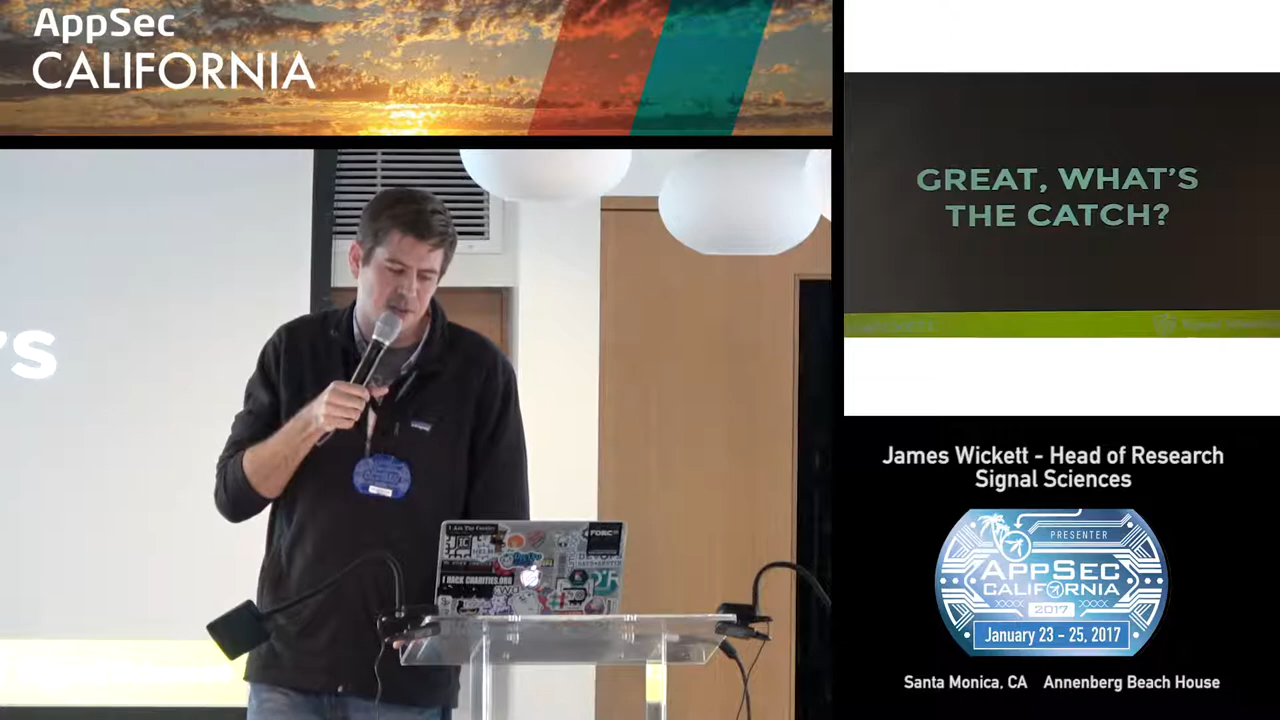 AppSec
CALIFORNIA
GREAT, WHAT'S
THE CATCH?
's
I HACK CHARITIES.ORG
James Wickett - Head of Research
Signal Sciences
PRESENTER
APPSEC
CALIFORNIA
2017
January 23 - 25, 2017
Santa Monica, CA Annenberg Beach House